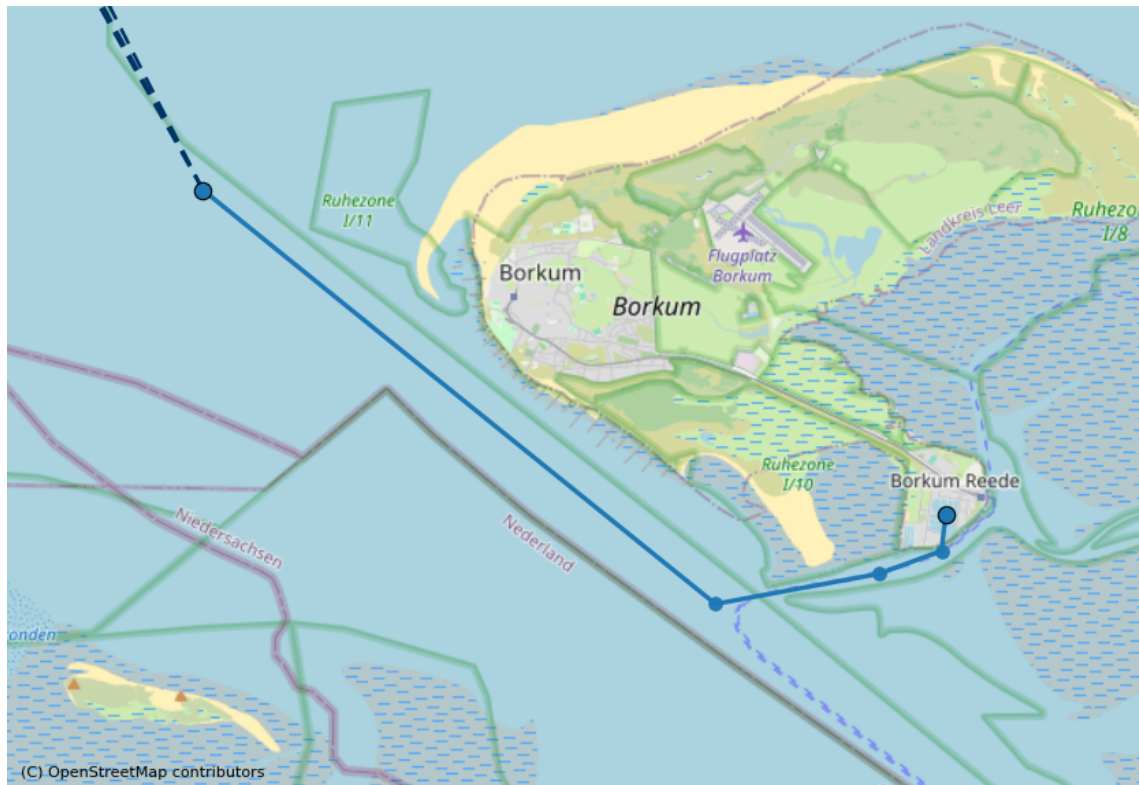 Ruhezone
I/11
Landkreis Leer
Ruhezo
I/8
Flugplatz
Borkum
Borkum
Borkum
Ruhezone
I/10
Borkum Reede
Niedersachsen
Nederland
onden
(C) OpenStreetMap contributors